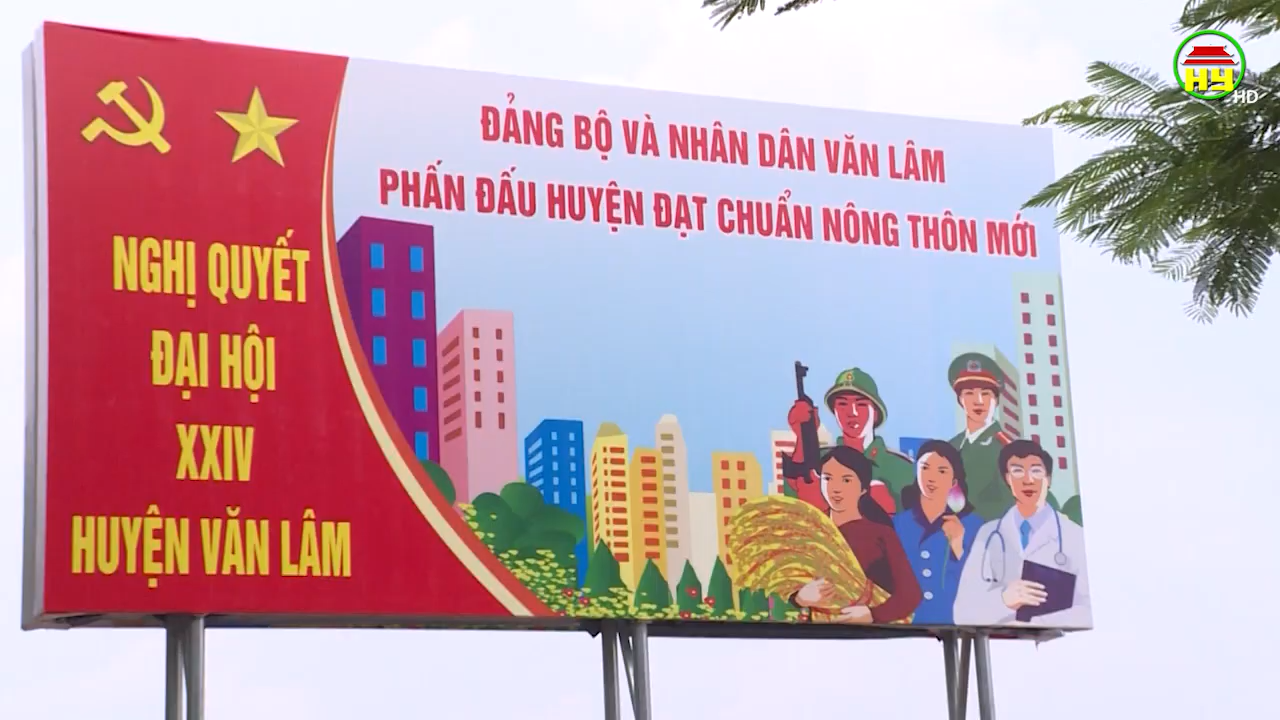 ĐẢNG BỘ VÀ NHÂN DÂN VĂN LÂM
PHẤN ĐẤU HUYỆN ĐẠT CHUẨN NÔNG THÔN MỚI
NGHỊ QUYẾT
ĐẠI HỘI
XXIV
HUYỆN VĂN LÂM
HY
HD